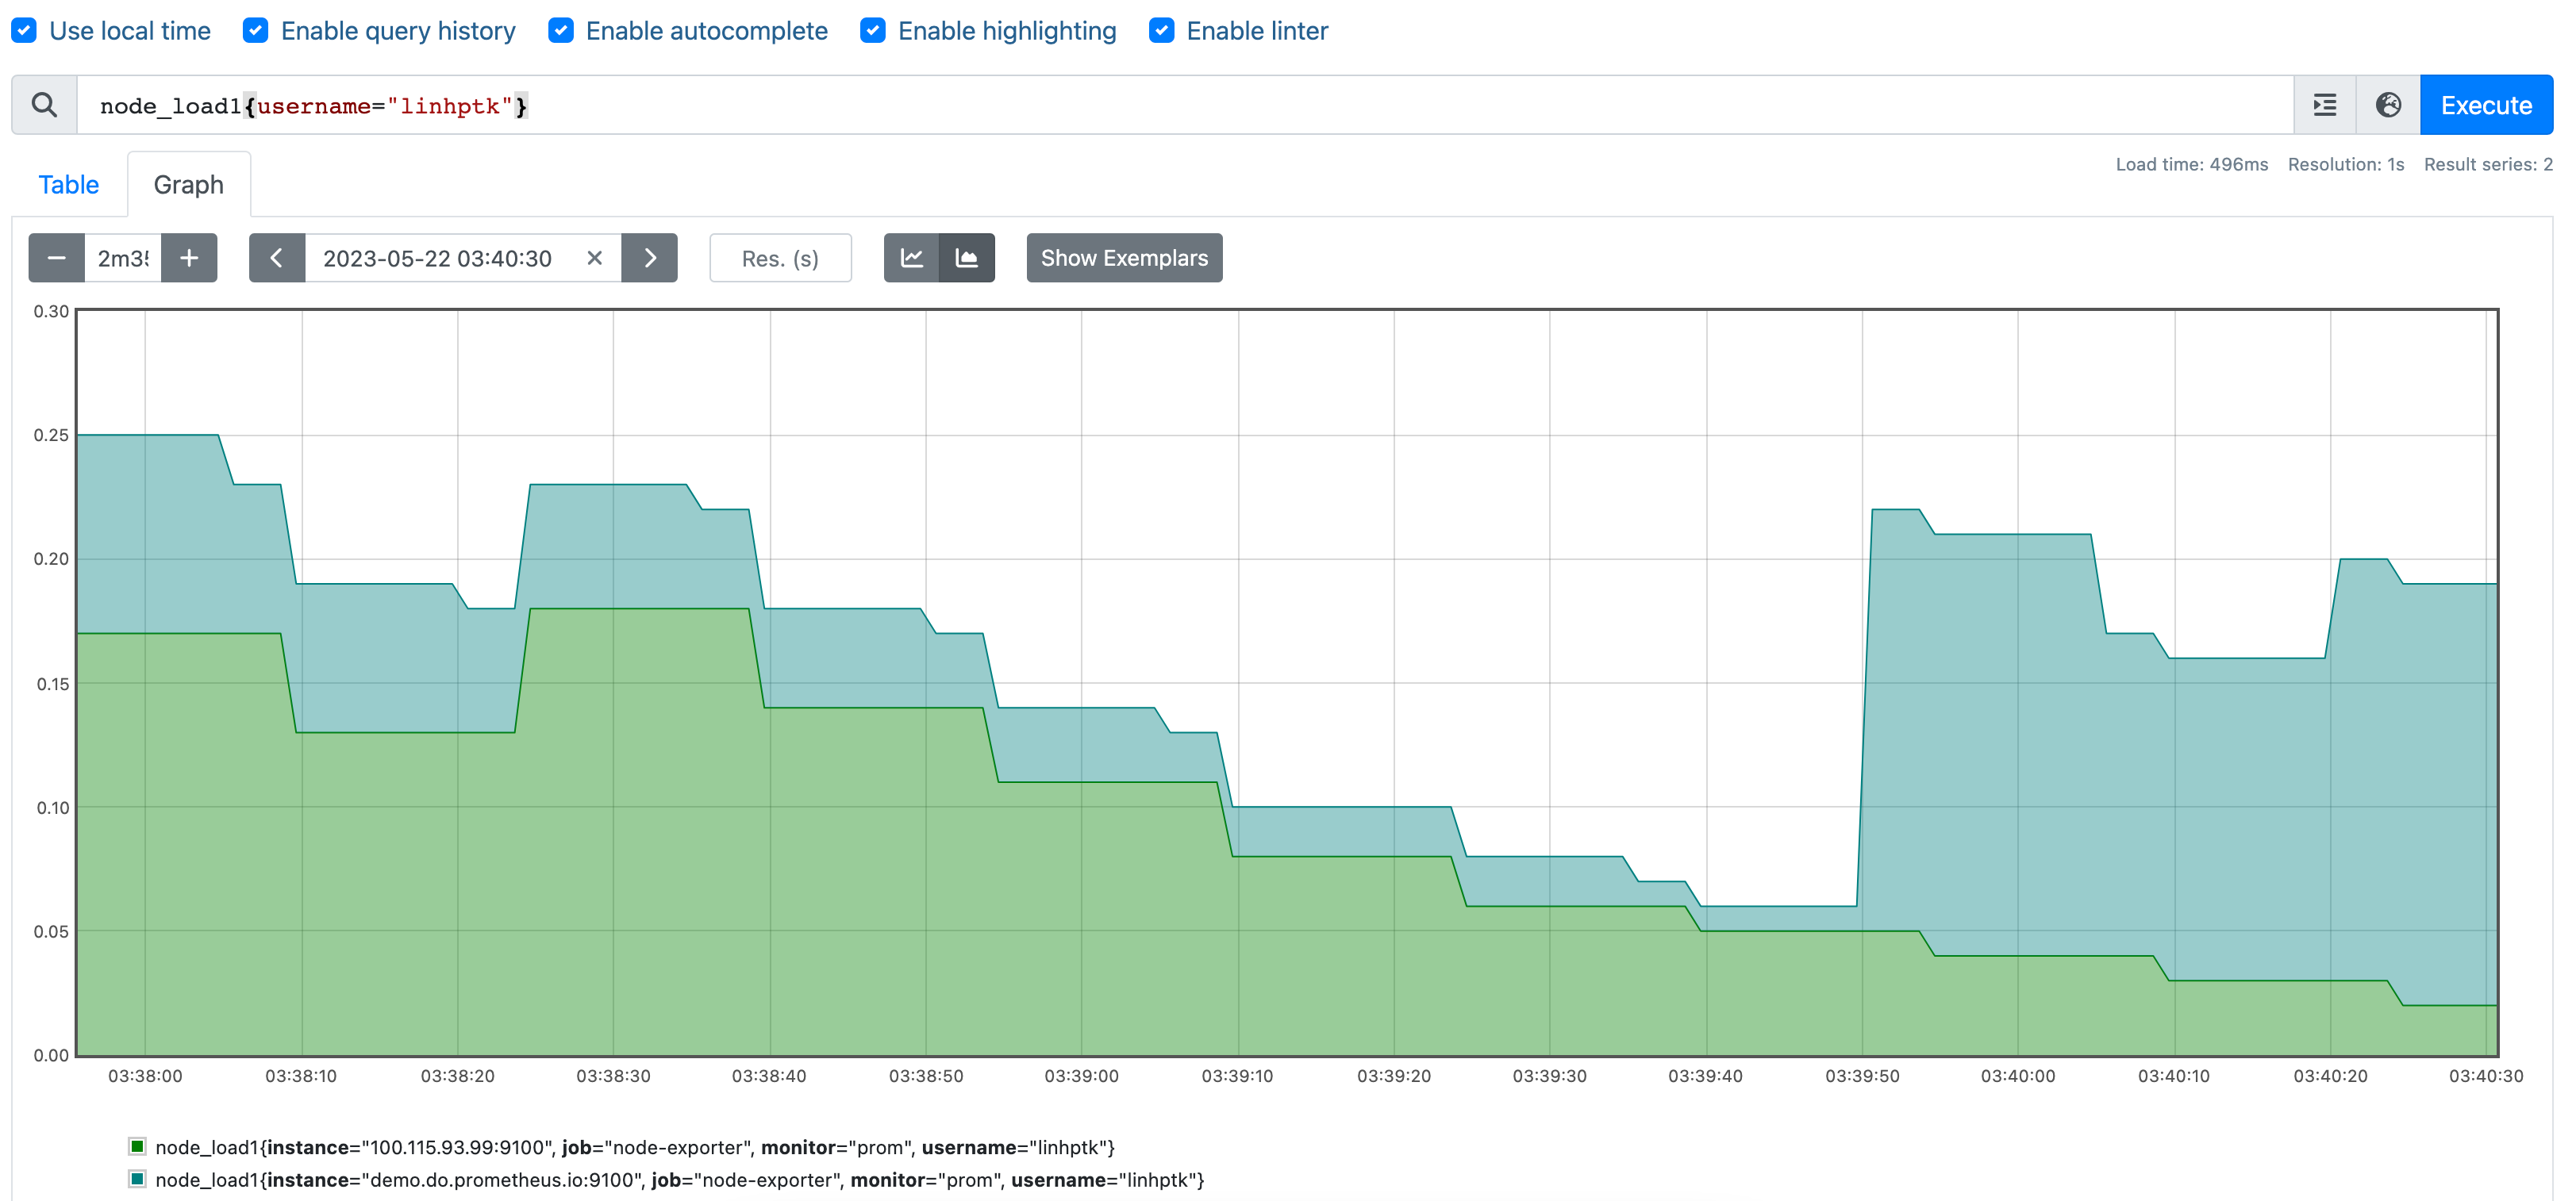 Use local time Enable query history Enable autocomplete Enable highlighting Enable linter
node_load1{username="linhptk"}
Execute
Load time: 496ms Resolution: 1s Result series: 2
Table Graph
2m3 2023-05-22 03:40:30 Res. (s) Show Exemplars
0.30
0.25
0.20
0.15
0.10
0.05
0.00
03:38:00 03:38:10 03:38:20 03:38:30 03:38:40 03:38:50 03:39:00 03:39:10 03:39:20 03:39:30 03:39:40 03:39:50 03:40:00 03:40:10 03:40:20 03:40:30
node_load1{instance="100.115.93.99:9100", job="node-exporter", monitor="prom", username="linhptk"}
node_load1{instance="demo.do.prometheus.io:9100", job="node-exporter", monitor="prom", username="linhptk"}